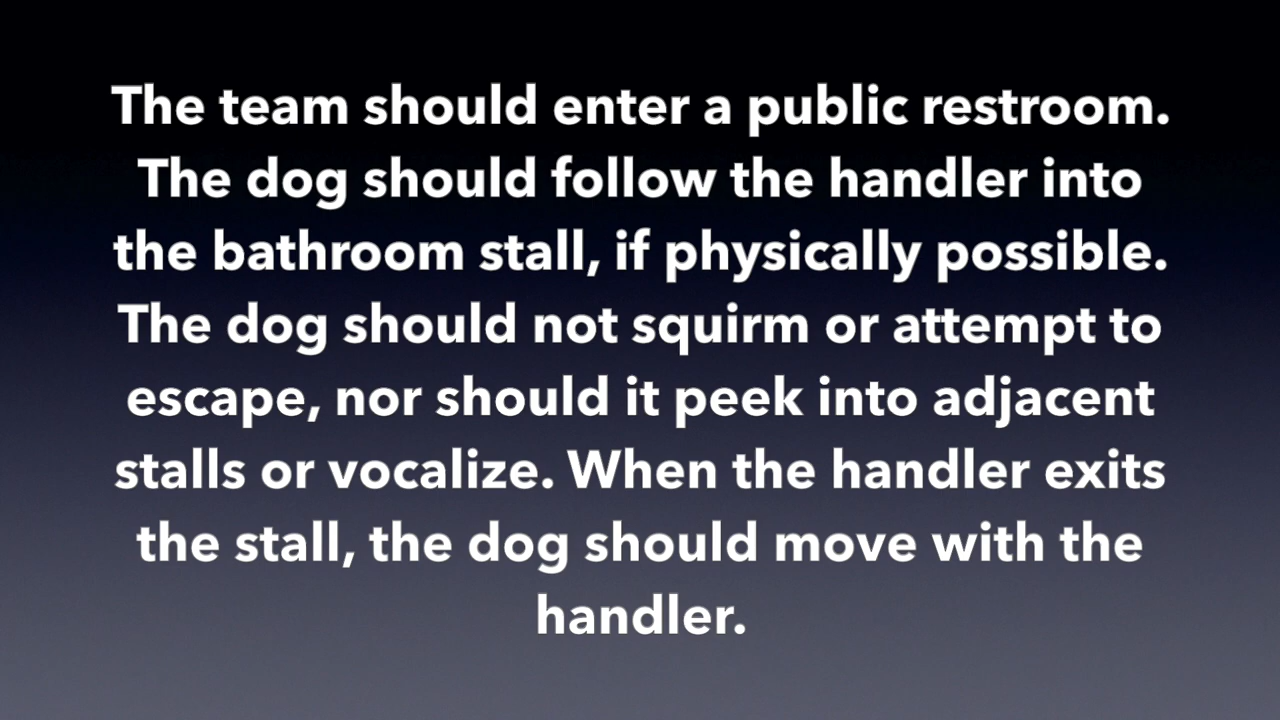 The team should enter a public restroom.
The dog should follow the handler into
the bathroom stall, if physically possible.
The dog should not squirm or attempt to
escape, nor should it peek into adjacent
stalls or vocalize. When the handler exits
the stall, the dog should move with the
handler.